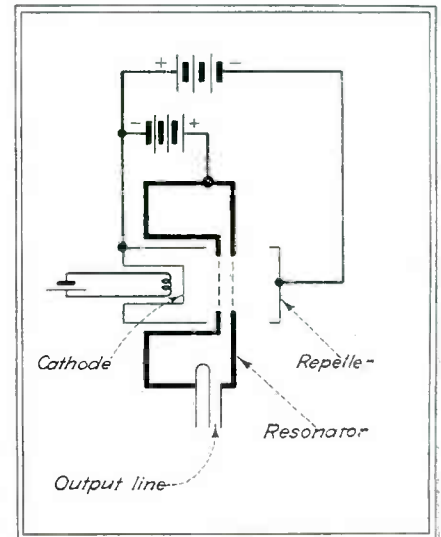 + -
- +
Cathode
Repelle-
Resonator
Output line